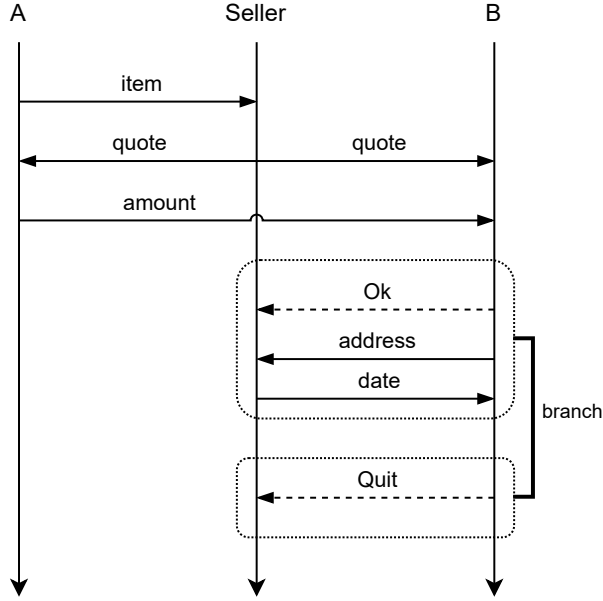 A Seller B
item
quote quote
amount
Ok
address
date
branch
Quit